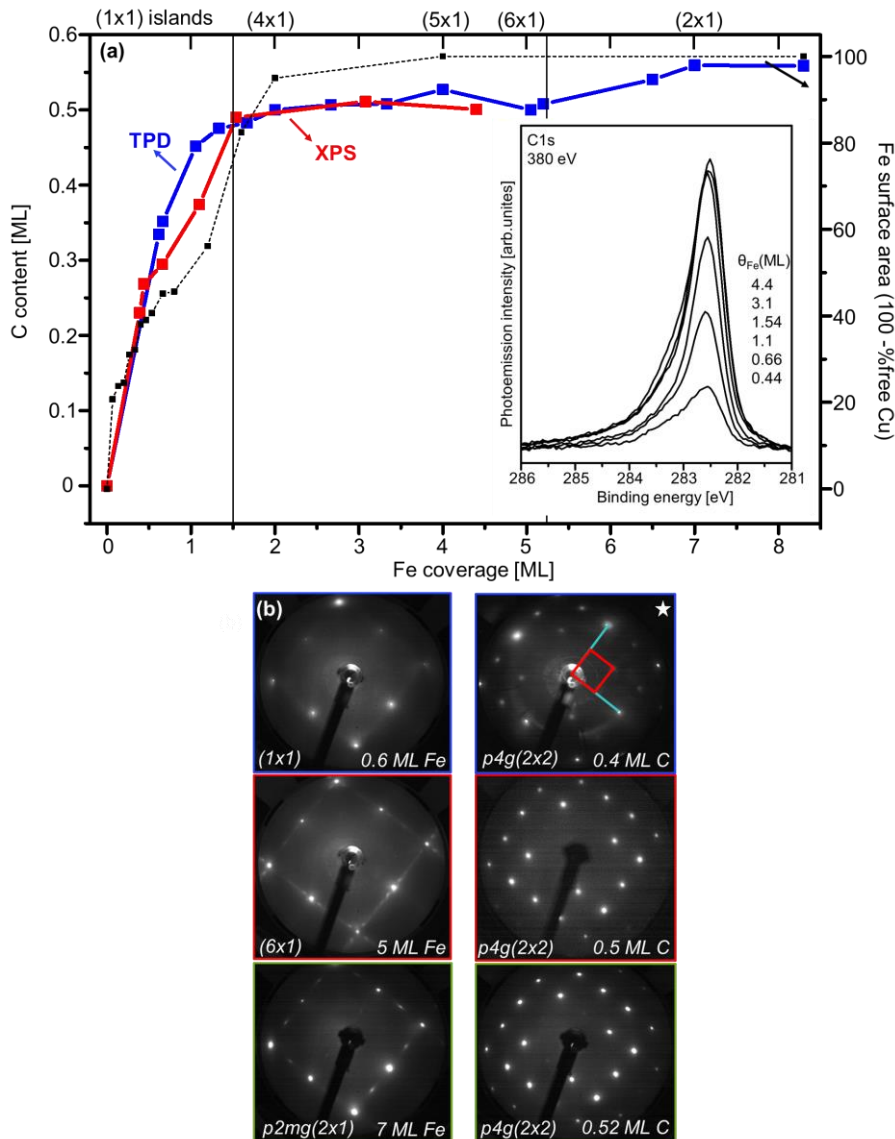 (1x1) islands (4x1) (5x1) (6x1) (2x1)
(a)
0.6
0.5
0.4
0.3
0.2
0.1
0
C content [ML]
TPD
XPS
100
80
60
40
20
0
Fe surface area (100 -%free Cu)
C1s
380 eV
Photoemission intensity [arb.unites]
θFe(ML)
4.4
3.1
1.54
1.1
0.66
0.44
286 285 284 283 282 281
Binding energy [eV]
0 1 2 3 4 5 6 7 8
Fe coverage [ML]
(b)
(1x1) 0.6 ML Fe
p4g(2x2) 0.4 ML C
(6x1) 5 ML Fe
p4g(2x2) 0.5 ML C
p2mg(2x1) 7 ML Fe
p4g(2x2) 0.52 ML C